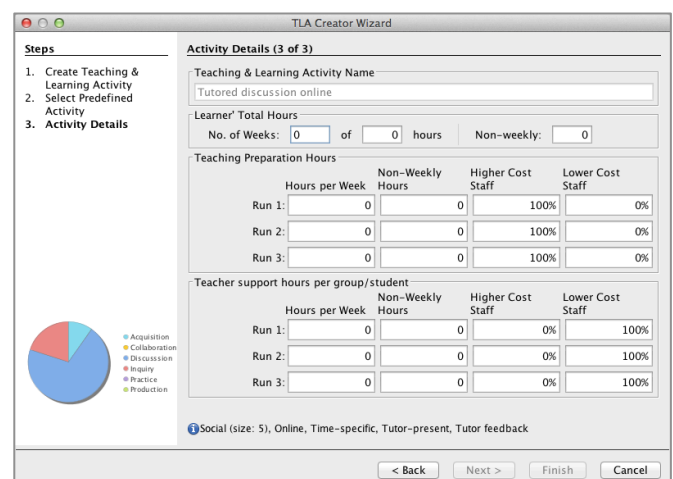 TLA Creator Wizard
Steps
1. Create Teaching &
Learning Activity
2. Select Predefined
Activity
3. Activity Details
Acquisition
Collaboration
Discusssion
Inquiry
Practice
Production
Activity Details (3 of 3)
Teaching & Learning Activity Name
Tutored discussion online
Learner' Total Hours
No. of Weeks: 0 of 0 hours Non-weekly: 0
Teaching Preparation Hours
Hours per Week Non-Weekly Hours Higher Cost Staff Lower Cost Staff
Run 1: 0 0 100% 0%
Run 2: 0 0 100% 0%
Run 3: 0 0 100% 0%
Teacher support hours per group/student
Hours per Week Non-Weekly Hours Higher Cost Staff Lower Cost Staff
Run 1: 0 0 0% 100%
Run 2: 0 0 0% 100%
Run 3: 0 0 0% 100%
Social (size: 5), Online, Time-specific, Tutor-present, Tutor feedback
< Back Next > Finish Cancel